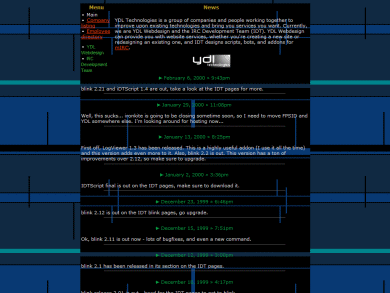 Menu
Main
Company listing
Employee directory
YDL Webdesign
IRC Development Team
News
YDL Technologies is a group of companies and people working together to
improve upon existing technologies and bring you services you want. Currently,
we are YDL Webdesign and the IRC Development Team (IDT). YDL Webdesign
can provide you with website services, whether you're creating a new site or
redesigning an existing one, and IDT designs scripts, bots, and addons for
mIRC.
ydl
technologies
February 6, 2000 × 5:43pm
blink 2.21 and IDTScript 1.4 are out, take a look at the IDT pages for more.
January 25, 2000 × 11:00pm
Well, this sucks... xonkete is going to be closing sometime soon, so I need to move FPSID and
YDL somewhere else. I'm looking around for hosting now...
January 13, 2000 × 8:25pm
First off, LogViewer 1.3 has been released. This is a highly useful addon (I use it all the time)
and this version adds even more to it. Also, blink 2.2 is out. This version has a ton of
improvements over 2.12, so make sure to upgrade.
January 2, 2000 × 3:36pm
IDTScript final is out on the IDT pages, make sure to download it.
December 23, 1999 × 6:46pm
blink 2.12 is out on the IDT blink pages, go upgrade.
December 15, 1999 × 7:51pm
Ok, blink 2.11 is out now - lots of bugfixes, and even a new command.
December 12, 1999 × 3:00pm
blink 2.1 has been released in its section on the IDT pages.
December 10, 1999 × 4:17pm